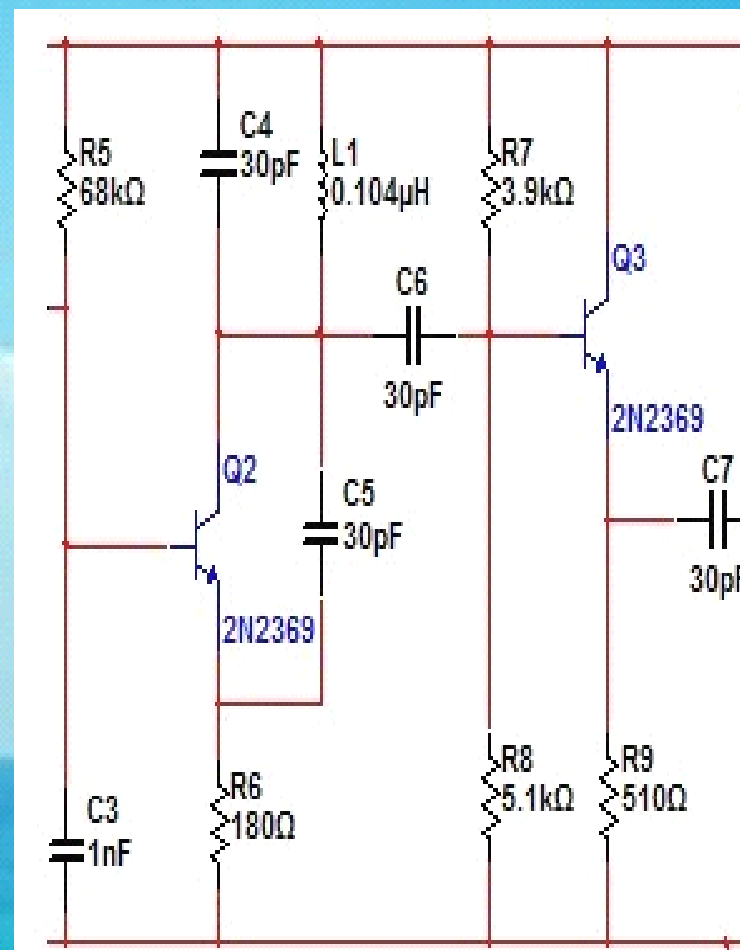 R5
68kΩ
C4
30pF
L1
0.104µH
R7
3.9kΩ
Q3
2N2369
C6
30pF
Q2
2N2369
C5
30pF
C7
30pF
C3
1nF
R6
180Ω
R8
5.1kΩ
R9
510Ω